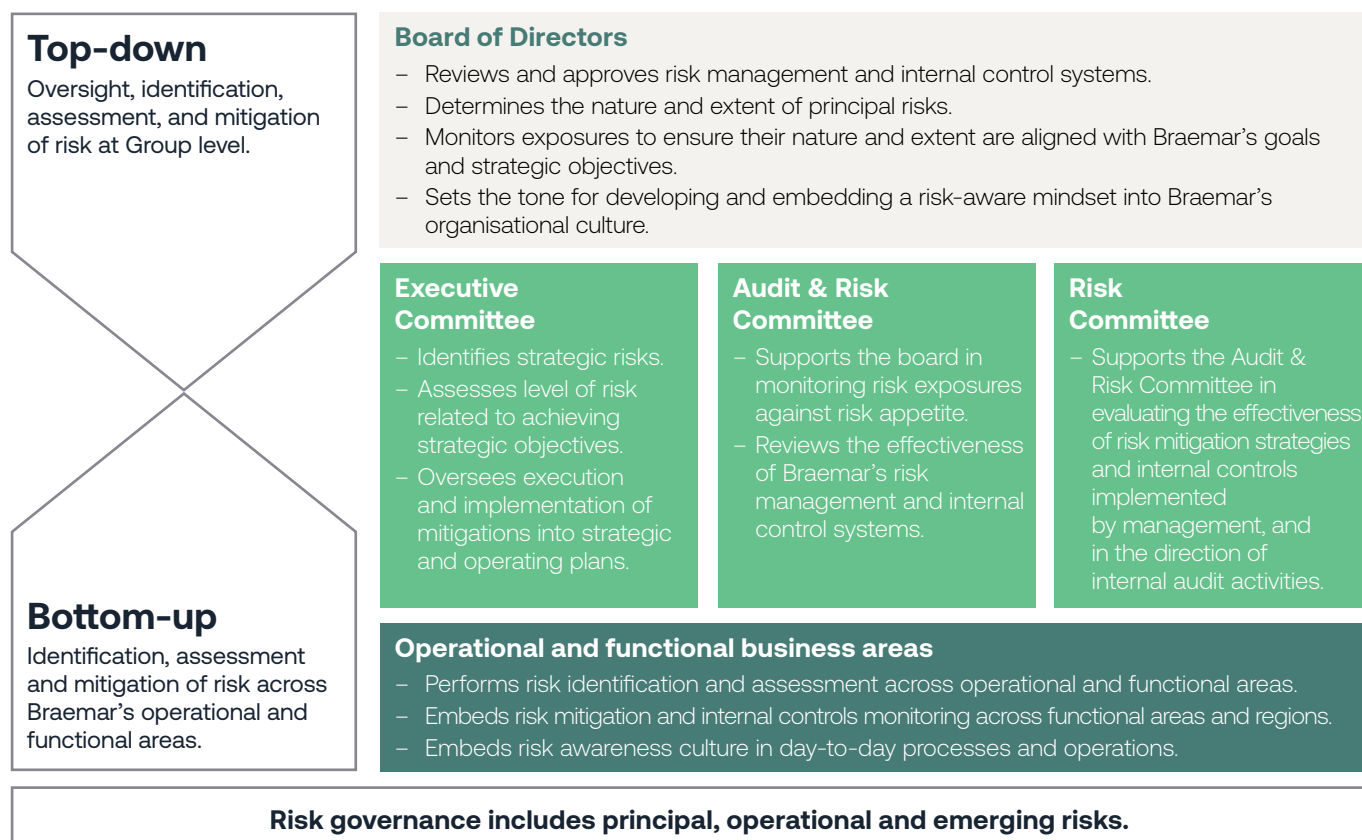 Top-down
Oversight, identification,
assessment, and mitigation
of risk at Group level.
Board of Directors
– Reviews and approves risk management and internal control systems.
– Determines the nature and extent of principal risks.
– Monitors exposures to ensure their nature and extent are aligned with Braemar’s goals
and strategic objectives.
– Sets the tone for developing and embedding a risk-aware mindset into Braemar’s
organisational culture.
Executive
Committee
– Identifies strategic risks.
– Assesses level of risk
related to achieving
strategic objectives.
– Oversees execution
and implementation of
mitigations into strategic
and operating plans.
Audit & Risk
Committee
– Supports the board in
monitoring risk exposures
against risk appetite.
– Reviews the effectiveness
of Braemar’s risk
management and internal
control systems.
Risk
Committee
– Supports the Audit &
Risk Committee in
evaluating the effectiveness
of risk mitigation strategies
and internal controls
implemented
by management, and
in the direction of
internal audit activities.
Bottom-up
Identification, assessment
and mitigation of risk across
Braemar’s operational and
functional areas.
Operational and functional business areas
– Performs risk identification and assessment across operational and functional areas.
– Embeds risk mitigation and internal controls monitoring across functional areas and regions.
– Embeds risk awareness culture in day-to-day processes and operations.
Risk governance includes principal, operational and emerging risks.